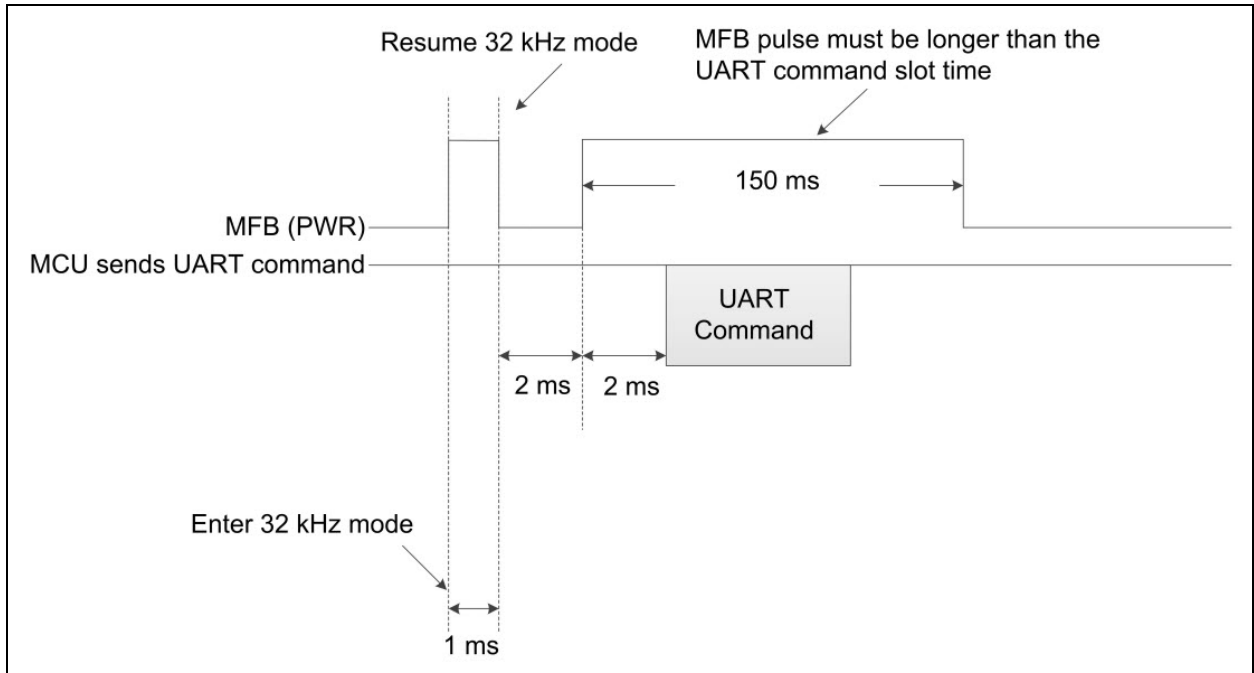 Resume 32 kHz mode
MFB pulse must be longer than the
UART command slot time
150 ms
MFB (PWR)
MCU sends UART command
UART
Command
2 ms
2 ms
Enter 32 kHz mode
1 ms